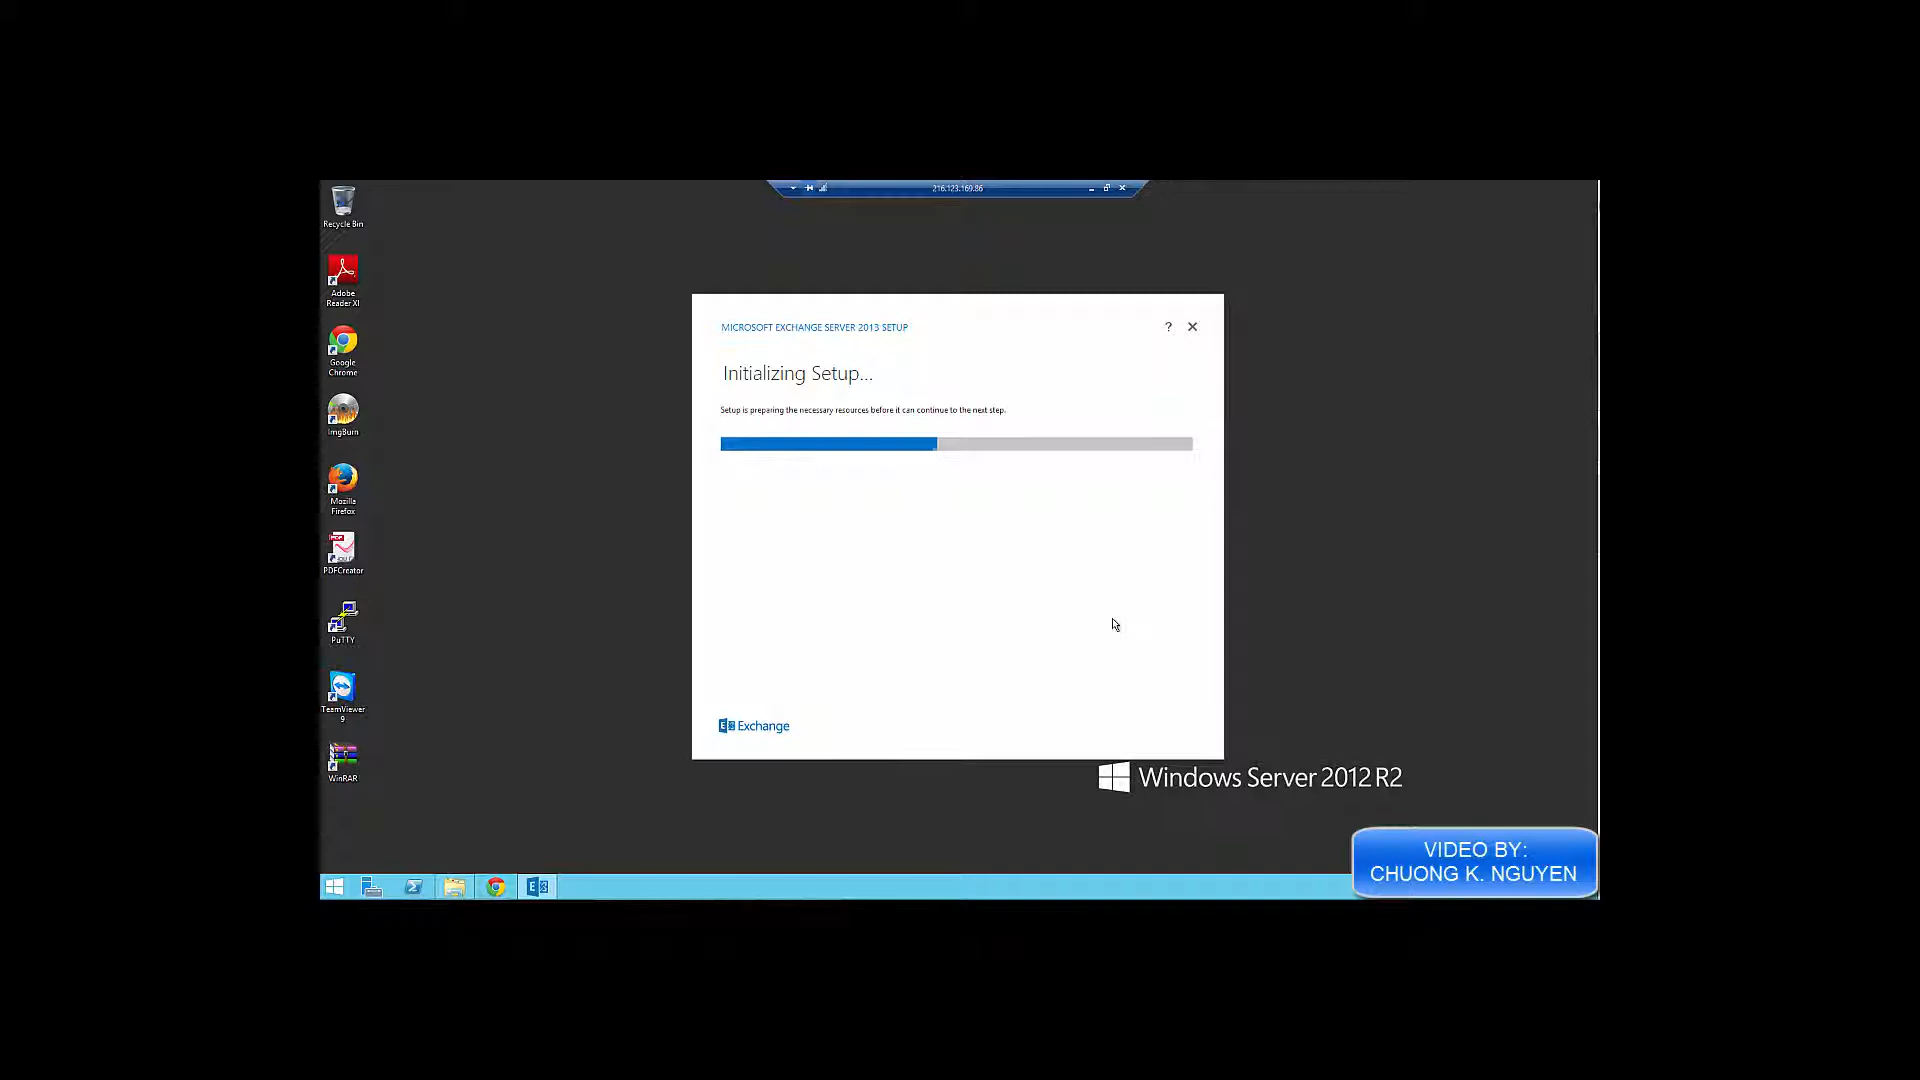 216.123.169.86
Recycle Bin
Adobe
Reader XI
Google
Chrome
ImgBurn
Mozilla
Firefox
PDFCreator
PuTTY
TeamViewer
9
WinRAR
MICROSOFT EXCHANGE SERVER 2013 SETUP
?
Initializing Setup...
Setup is preparing the necessary resources before it can continue to the next step.
Exchange
Windows Server 2012 R2
VIDEO BY:
CHUONG K. NGUYEN